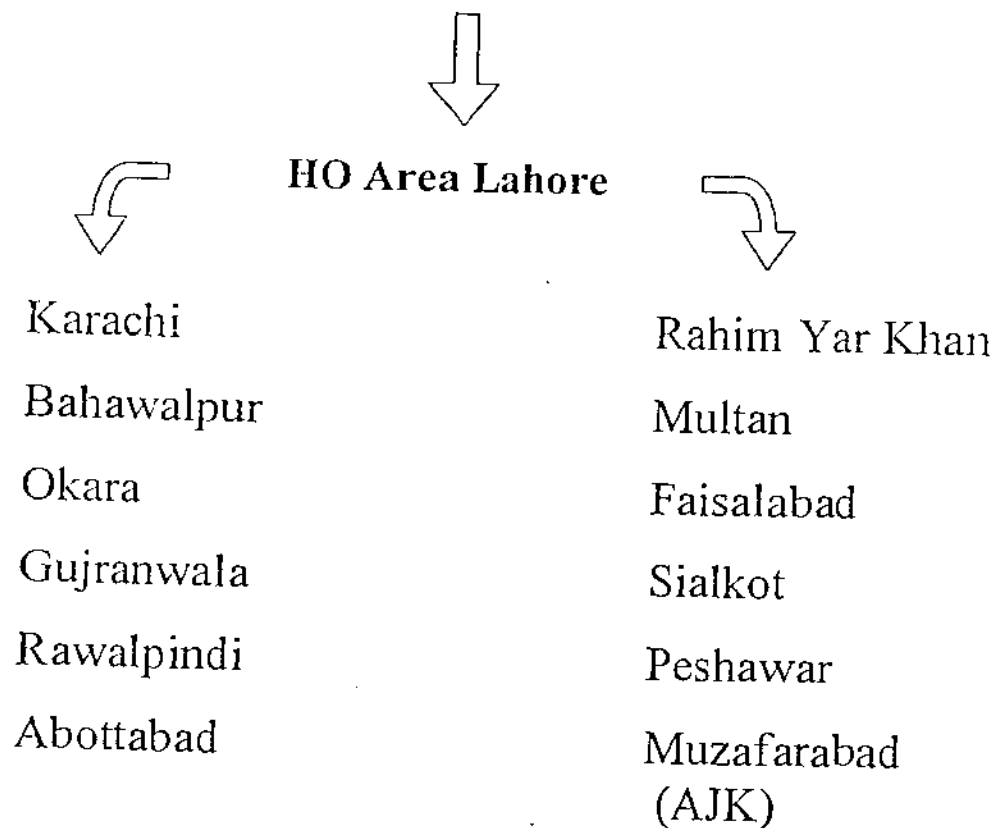 HO Area Lahore
Karachi
Bahawalpur
Okara
Gujranwala
Rawalpindi
Abottabad
Rahim Yar Khan
Multan
Faisalabad
Sialkot
Peshawar
Muzafarabad
(AJK)